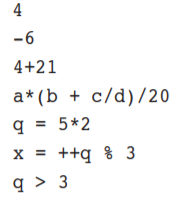 4
-6
4+21
a*(b + c/d)/20
q = 5*2
x = ++q % 3
q > 3